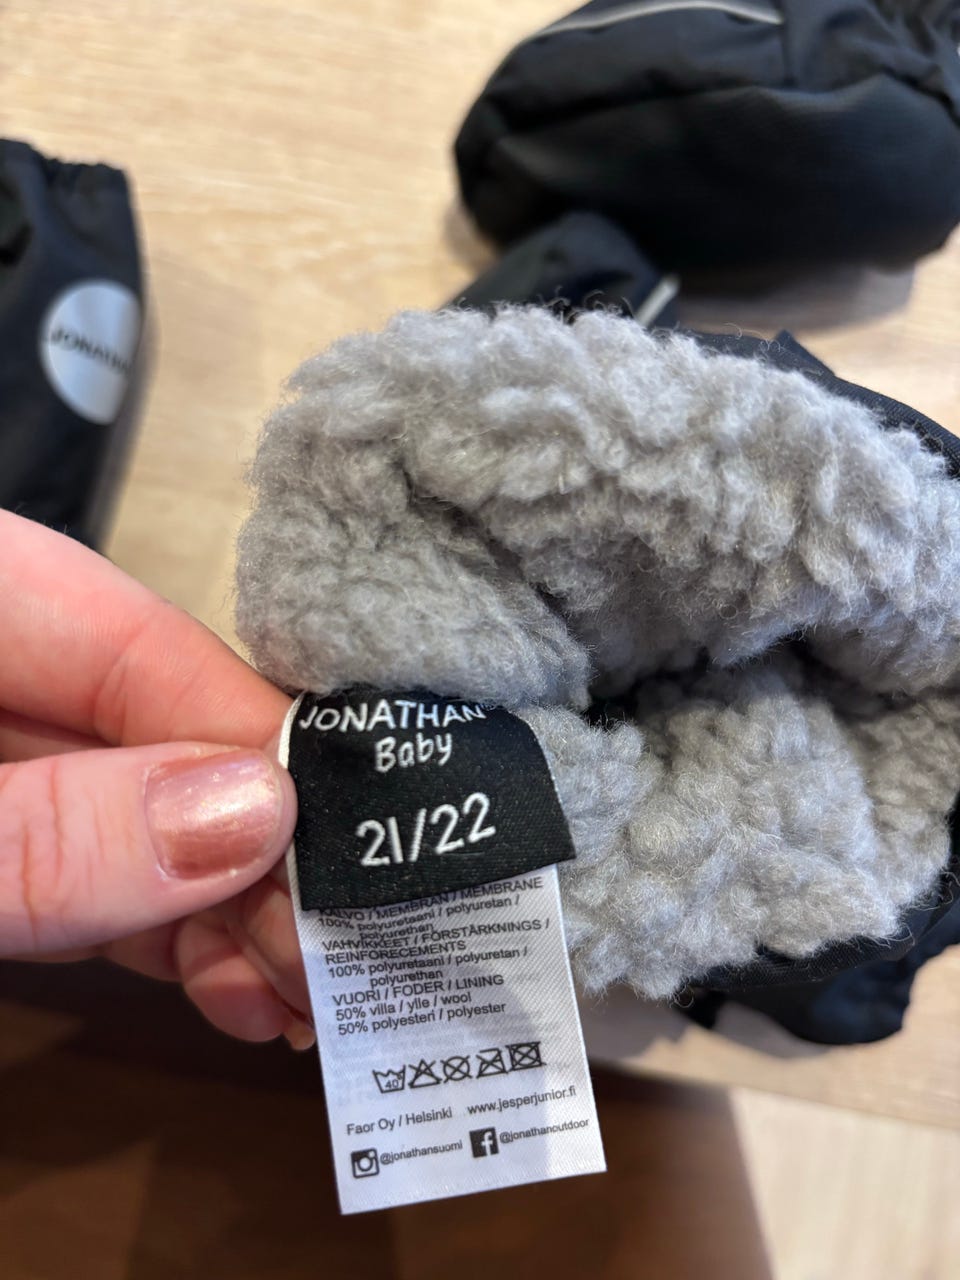 JONATHAN
JONATHAN
Baby
21/22
KALVO / MEMBRAN / MEMBRANE
100% polyuretaani / polyuretan /
polyurethan
VAHVIKKEET / FÖRSTÄRKNINGS /
REINFORECEMENTS
100% polyuretaani / polyuretan /
polyurethan
VUORI / FODER / LINING
50% villa / ylle / wool
50% polyesteri / polyester
40
Faor Oy / Helsinki www.jesperjunior.fi
@jonathansuomi @jonathanoutdoor